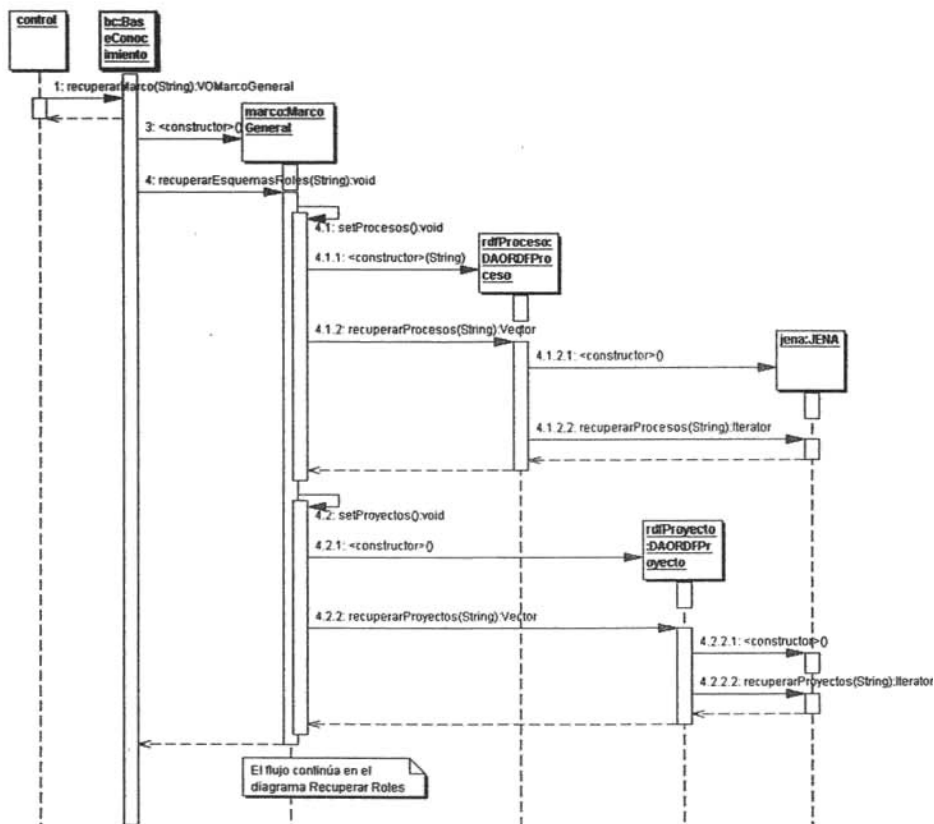 control
bc:Bas
eConoc
imiento
1: recuperarMarco(String):VOMarcoGeneral
3: <constructor>()
marco:Marco
General
4: recuperarEsquemasRoles(String):void
4.1: setProcesos():void
4.1.1: <constructor>(String)
rdfProceso:
DAORDFPro
ceso
4.1.2: recuperarProcesos(String):Vector
4.1.2.1: <constructor>()
jena:JENA
4.1.2.2: recuperarProcesos(String):Iterator
4.2: setProyectos():void
4.2.1: <constructor>()
rdfProyecto
:DAORDFPr
oyecto
4.2.2: recuperarProyectos(String):Vector
4.2.2.1: <constructor>()
4.2.2.2: recuperarProyectos(String):Iterator
El flujo continúa en el
diagrama Recuperar Roles